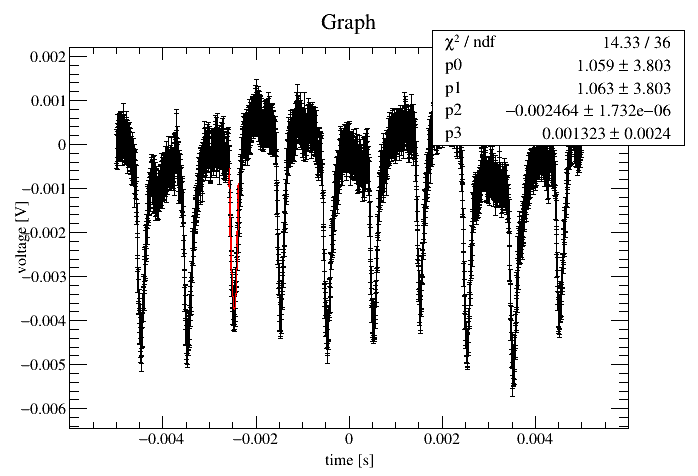 Graph
χ² / ndf 14.33 / 36
p0 1.059 ± 3.803
p1 1.063 ± 3.803
p2 −0.002464 ± 1.732e−06
p3 0.001323 ± 0.0024
0.002
0.001
0
−0.001
−0.002
−0.003
−0.004
−0.005
−0.006
voltage [V]
−0.004 −0.002 0 0.002 0.004
time [s]